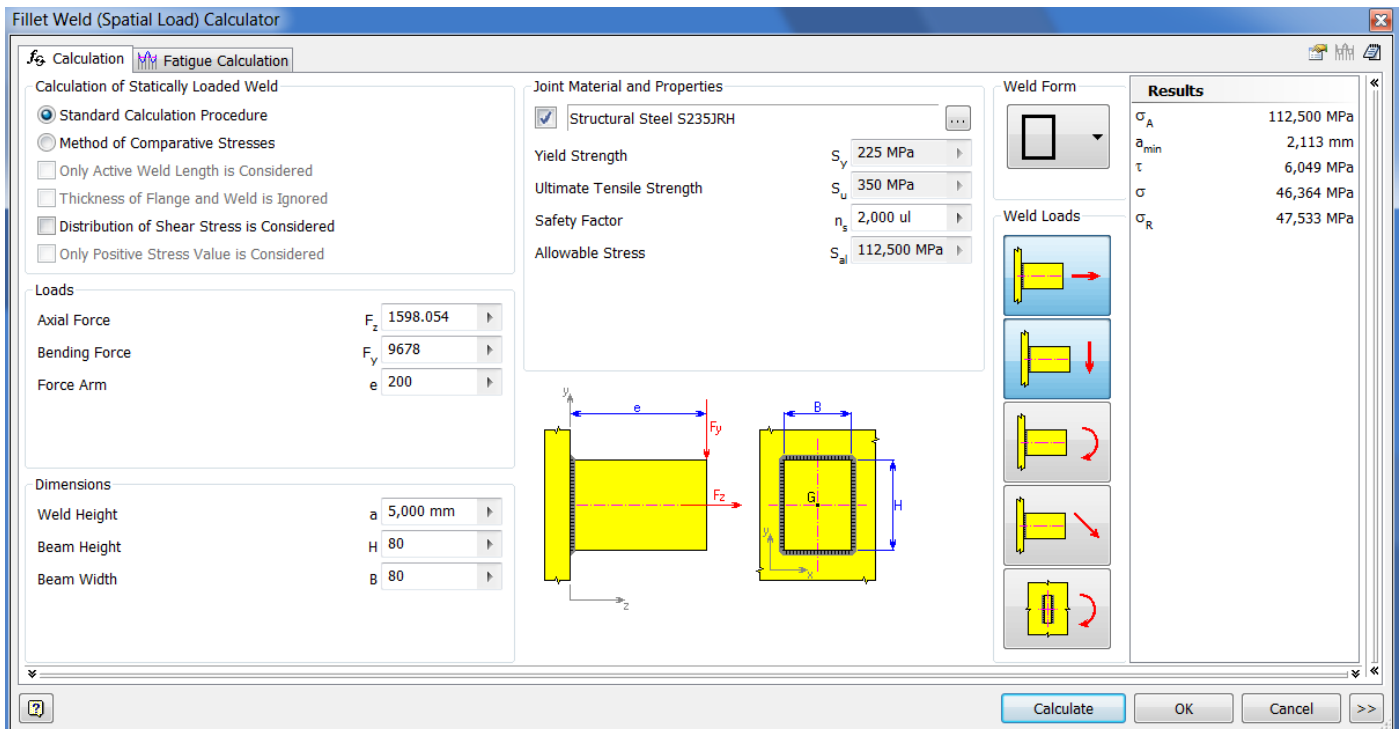 Fillet Weld (Spatial Load) Calculator
Calculation
Fatigue Calculation
Calculation of Statically Loaded Weld
Standard Calculation Procedure
Method of Comparative Stresses
Only Active Weld Length is Considered
Thickness of Flange and Weld is Ignored
Distribution of Shear Stress is Considered
Only Positive Stress Value is Considered
Loads
Axial Force Fz 1598.054
Bending Force Fy 9678
Force Arm e 200
Dimensions
Weld Height a 5,000 mm
Beam Height H 80
Beam Width B 80
Joint Material and Properties
Structural Steel S235JRH ...
Yield Strength Sy 225 MPa
Ultimate Tensile Strength Su 350 MPa
Safety Factor ns 2,000 ul
Allowable Stress Sal 112,500 MPa
y
e
Fy
Fz
z
B
G
H
y
x
Weld Form
Weld Loads
Results
σA 112,500 MPa
amin 2,113 mm
τ 6,049 MPa
σ 46,364 MPa
σR 47,533 MPa
Calculate
OK
Cancel
>>